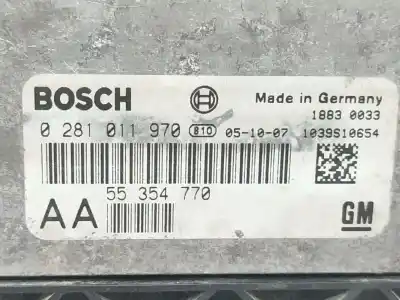 BOSCH
Made in Germany
1883 0033
0 281 011 970 810 05-10-07 1039S10654
55 354 770
AA
GM